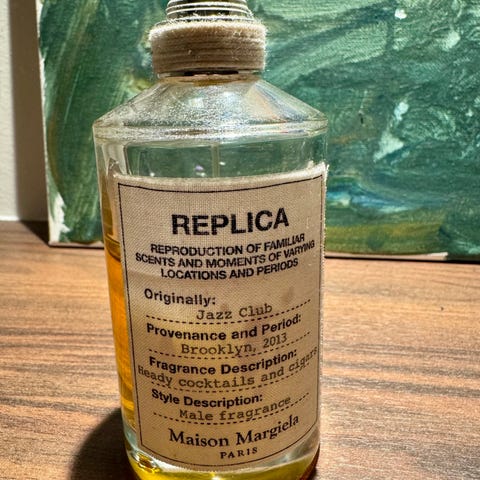 REPLICA
REPRODUCTION OF FAMILIAR
SCENTS AND MOMENTS OF VARYING
LOCATIONS AND PERIODS
Originally:
Jazz Club
Provenance and Period:
Brooklyn, 2013
Fragrance Description:
Heady cocktails and cigars
Style Description:
Male fragrance
Maison Margiela
PARIS